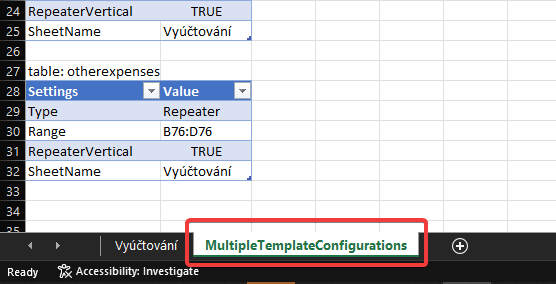 24 RepeaterVertical TRUE
25 SheetName Vyúčtování
26
27 table: otherexpenses
28 Settings Value
29 Type Repeater
30 Range B76:D76
31 RepeaterVertical TRUE
32 SheetName Vyúčtování
33
34
35
Vyúčtování MultipleTemplateConfigurations
Ready Accessibility: Investigate